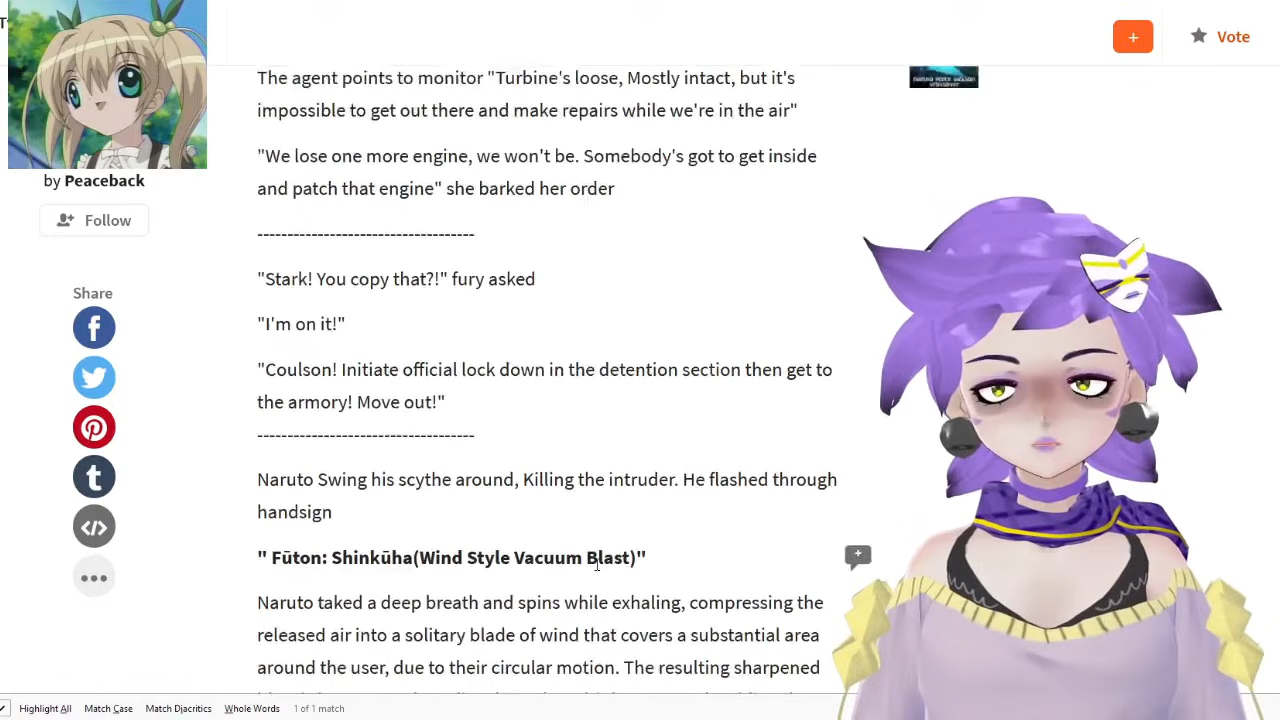 T
+
Vote
The agent points to monitor "Turbine's loose, Mostly intact, but it's
impossible to get out there and make repairs while we're in the air"
"We lose one more engine, we won't be. Somebody's got to get inside
and patch that engine" she barked her order
by Peaceback
Follow
------------------------------------
"Stark! You copy that?!" fury asked
Share
"I'm on it!"
"Coulson! Initiate official lock down in the detention section then get to
the armory! Move out!"
------------------------------------
Naruto Swing his scythe around, Killing the intruder. He flashed through
handsign
" Fūton: Shinkūha(Wind Style Vacuum Blast)"
+
Naruto taked a deep breath and spins while exhaling, compressing the
released air into a solitary blade of wind that covers a substantial area
around the user, due to their circular motion. The resulting sharpened
Highlight All Match Case Match Diacritics Whole Words 1 of 1 match